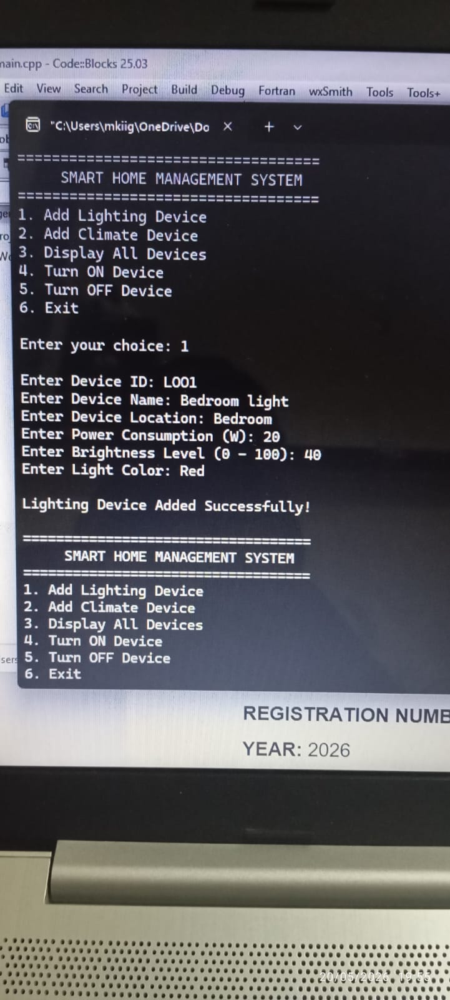 main.cpp - Code::Blocks 25.03
Edit View Search Project Build Debug Fortran wxSmith Tools Tools+
"C:\Users\mkiig\OneDrive\Do × + ⌄
===================================
SMART HOME MANAGEMENT SYSTEM
===================================
1. Add Lighting Device
2. Add Climate Device
3. Display All Devices
4. Turn ON Device
5. Turn OFF Device
6. Exit
Enter your choice: 1
Enter Device ID: LOO1
Enter Device Name: Bedroom light
Enter Device Location: Bedroom
Enter Power Consumption (W): 20
Enter Brightness Level (0 - 100): 40
Enter Light Color: Red
Lighting Device Added Successfully!
===================================
SMART HOME MANAGEMENT SYSTEM
===================================
1. Add Lighting Device
2. Add Climate Device
3. Display All Devices
4. Turn ON Device
5. Turn OFF Device
6. Exit
REGISTRATION NUMB
YEAR: 2026
20/05/2026 19:55